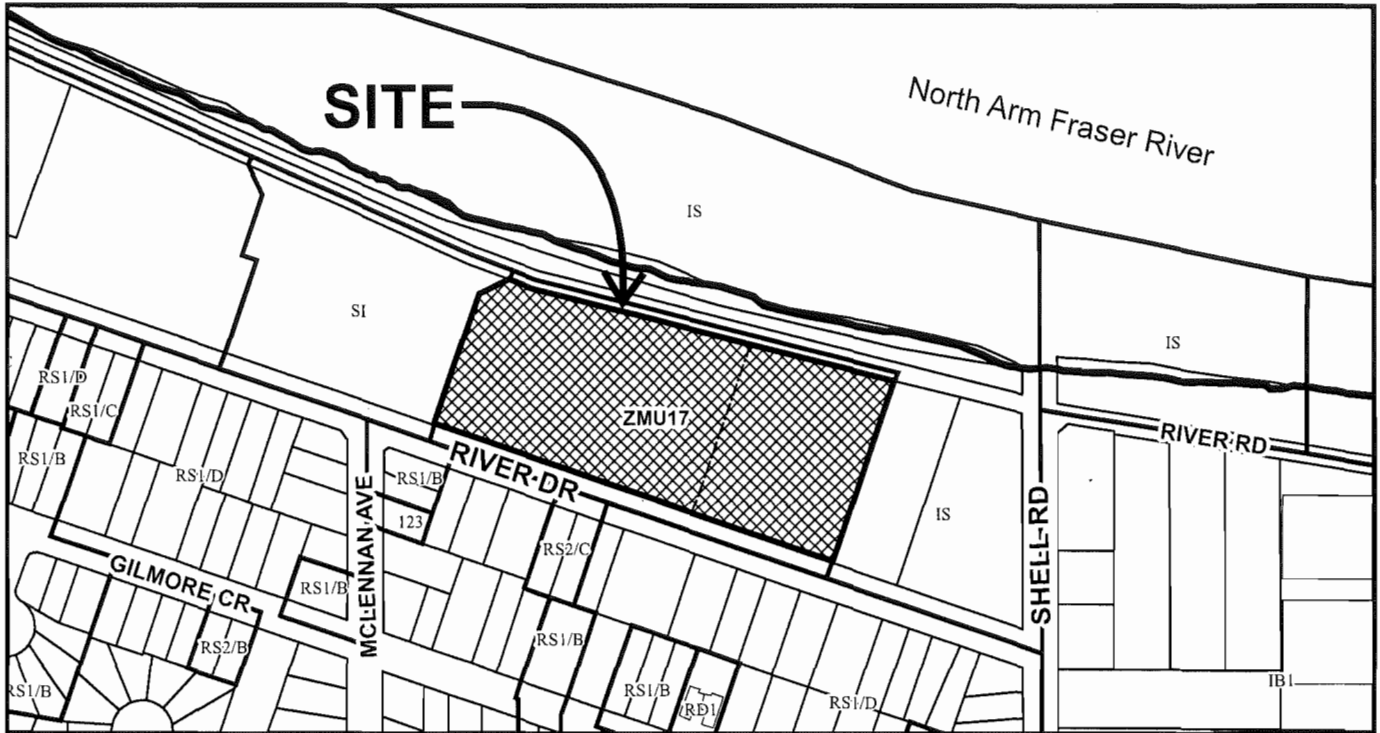 SITE
North Arm Fraser River
IS
SI
IS
RS1/D
RS1/C
RS1/B
RS1/D
ZMU17
RIVER DR
RS1/B
123
MCLENNAN AVE
RS2/C
IS
RIVER RD
SHELL RD
GILMORE CR
RS1/B
RS2/B
RS1/B
RS1/B
RS1/B
RD1
RS1/D
IB1